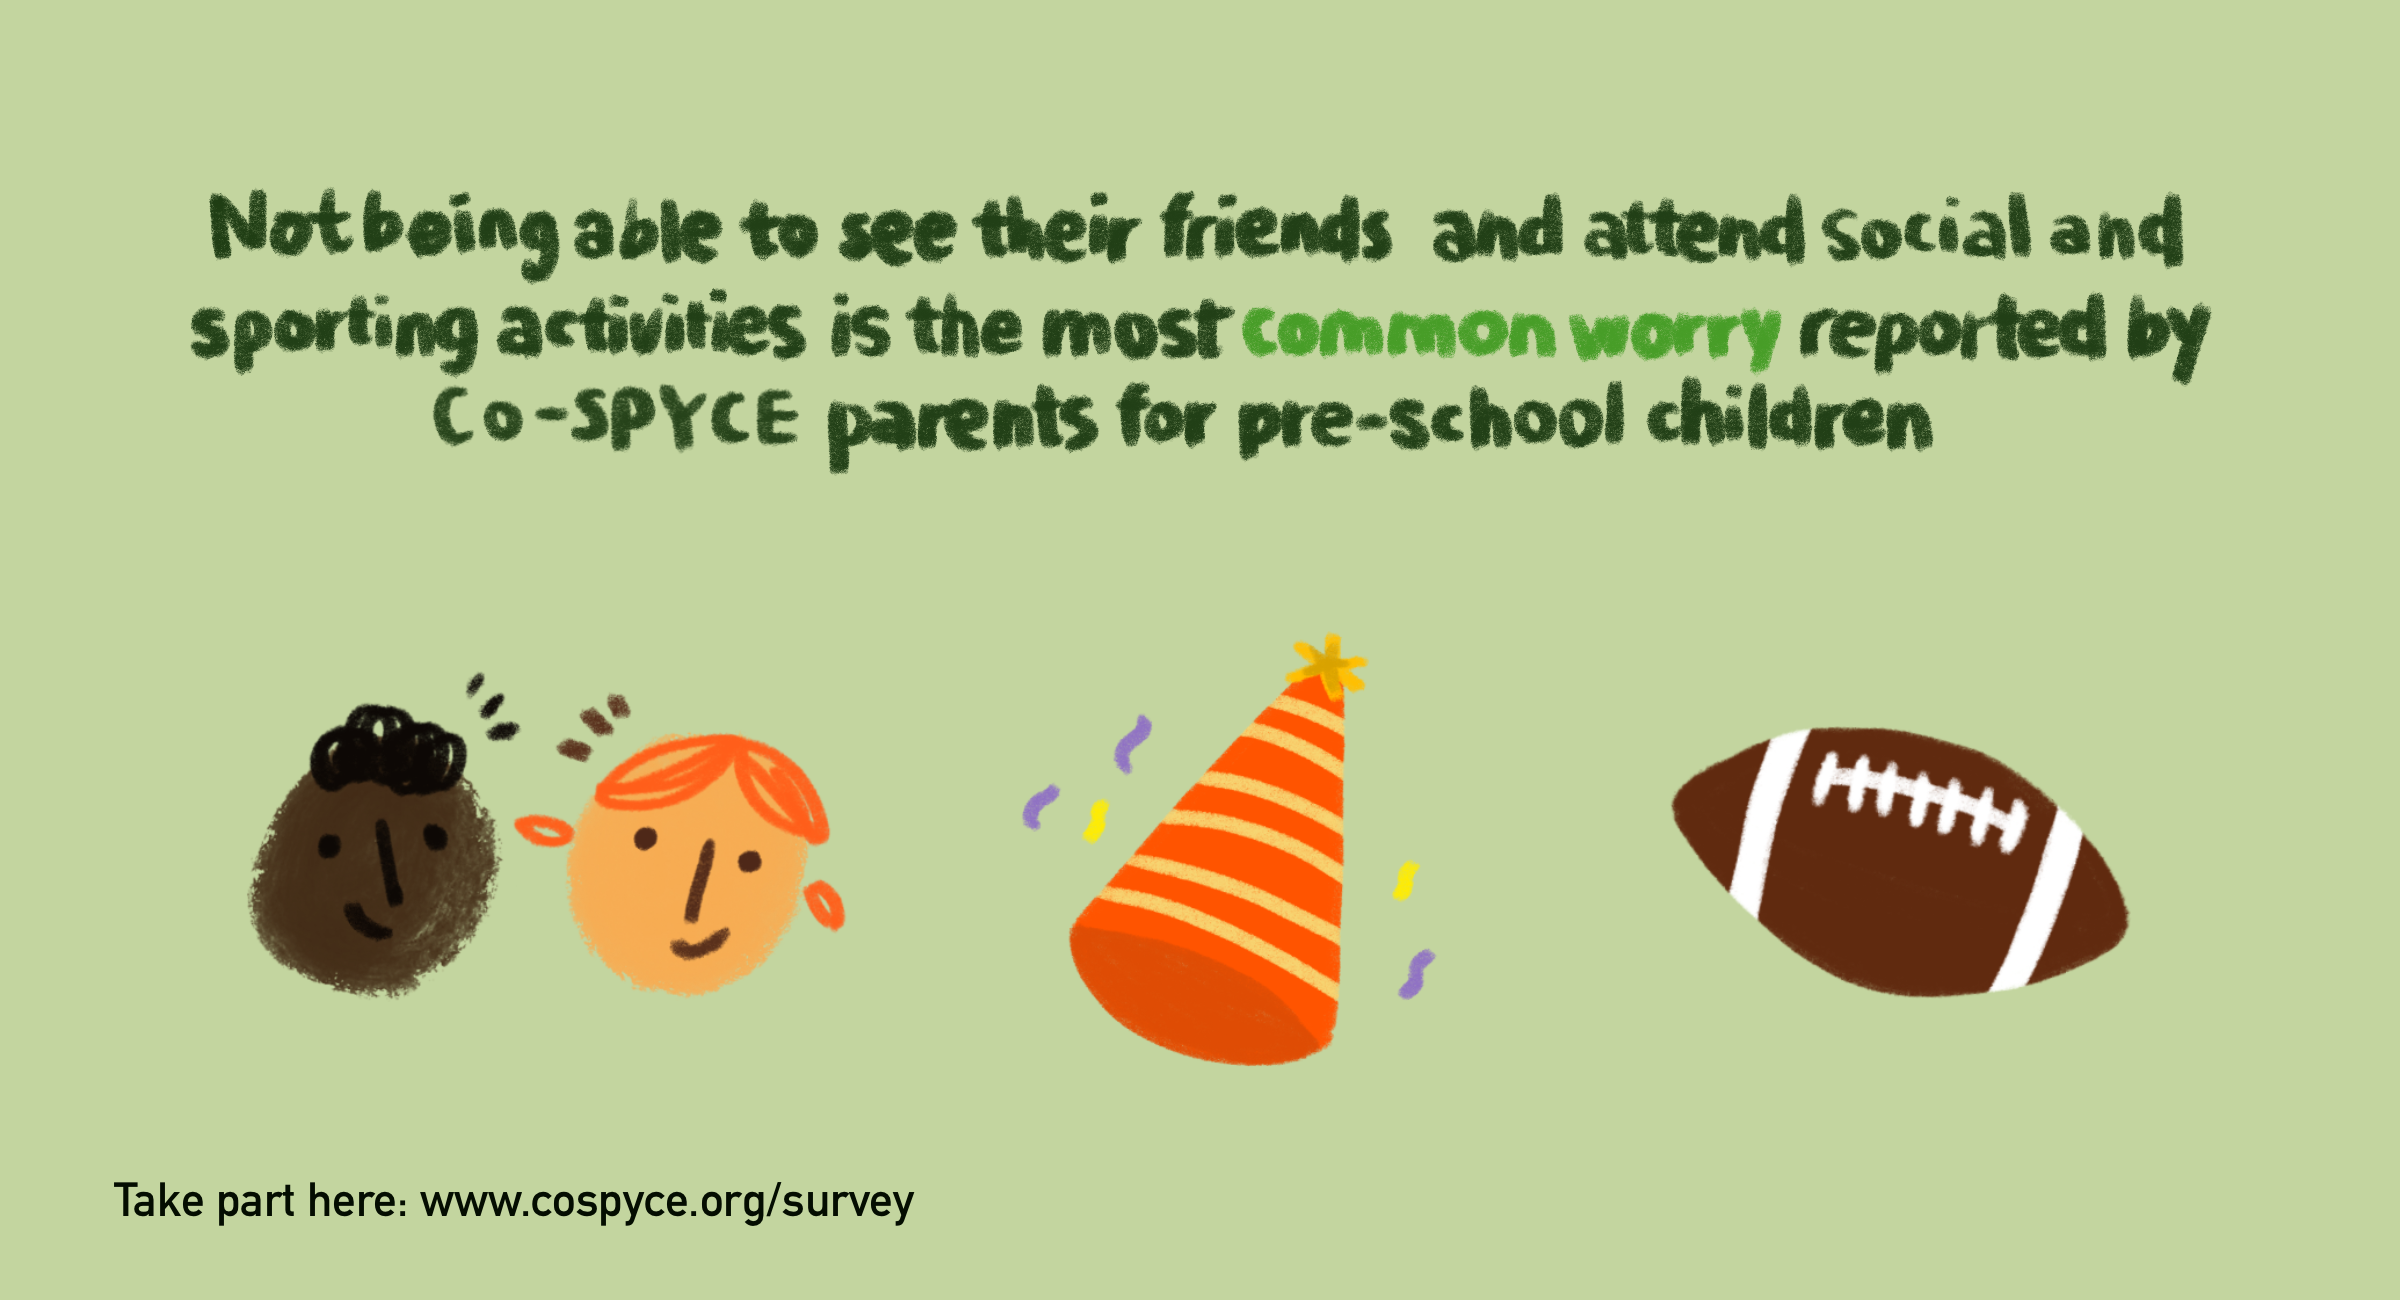 Not being able to see their friends and attend social and
sporting activities is the most common worry reported by
Co-SPYCE parents for pre-school children
Take part here: www.cospyce.org/survey